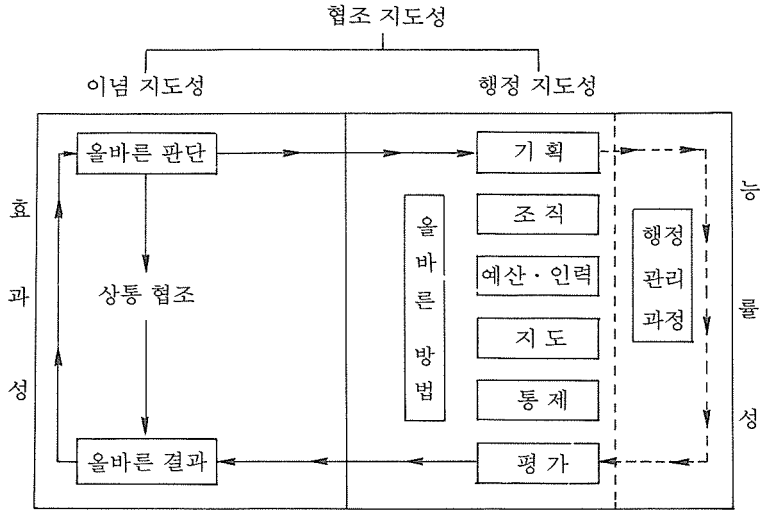 협조 지도성
이념 지도성
행정 지도성
올바른 판단
기 획
효과성
조 직
올바른 방법
행정
관리
과정
능률성
상통 협조
예산 · 인력
지 도
통 제
올바른 결과
평 가